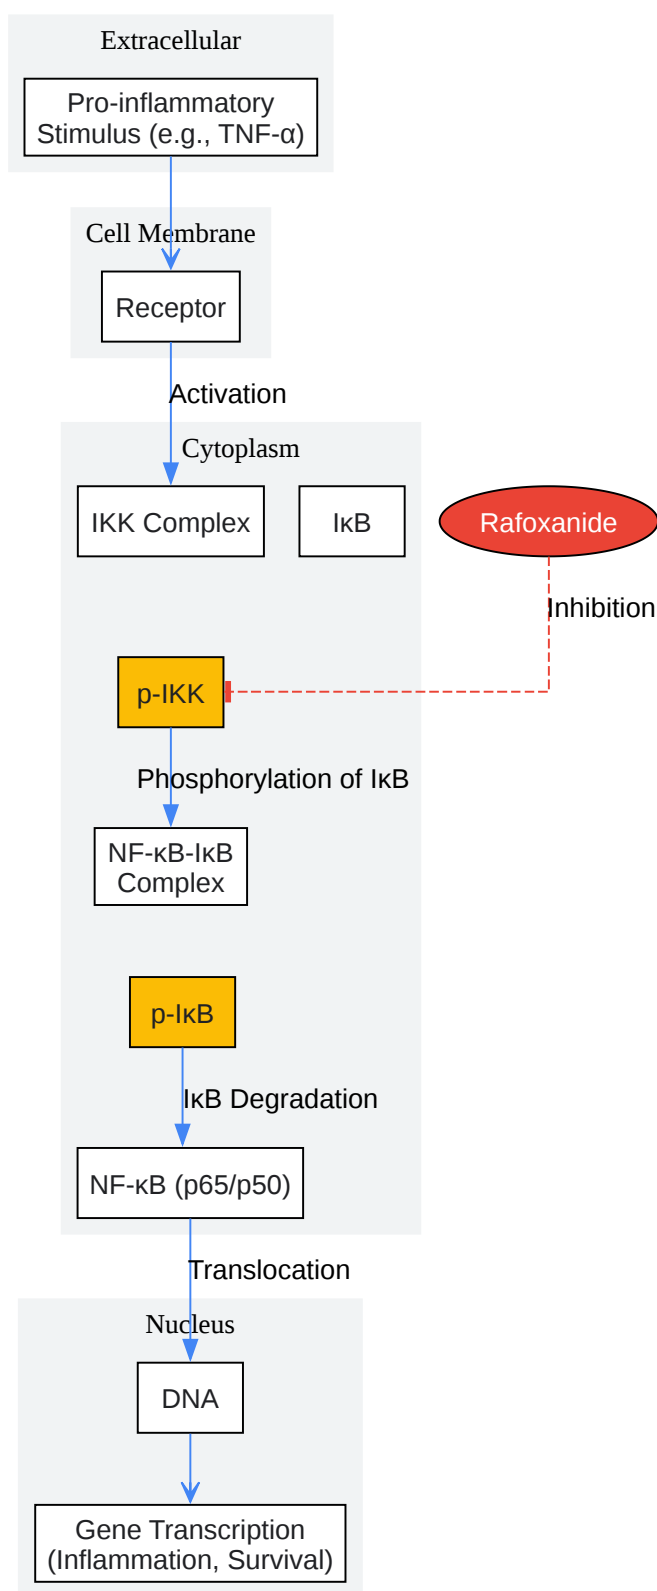 Extracellular
Pro-inflammatory
Stimulus (e.g., TNF-α)
Cell Membrane
Receptor
Activation
Cytoplasm
IKK Complex
IκB
Rafoxanide
Inhibition
p-IKK
Phosphorylation of IκB
NF-κB-IκB
Complex
p-IκB
IκB Degradation
NF-κB (p65/p50)
Translocation
Nucleus
DNA
Gene Transcription
(Inflammation, Survival)